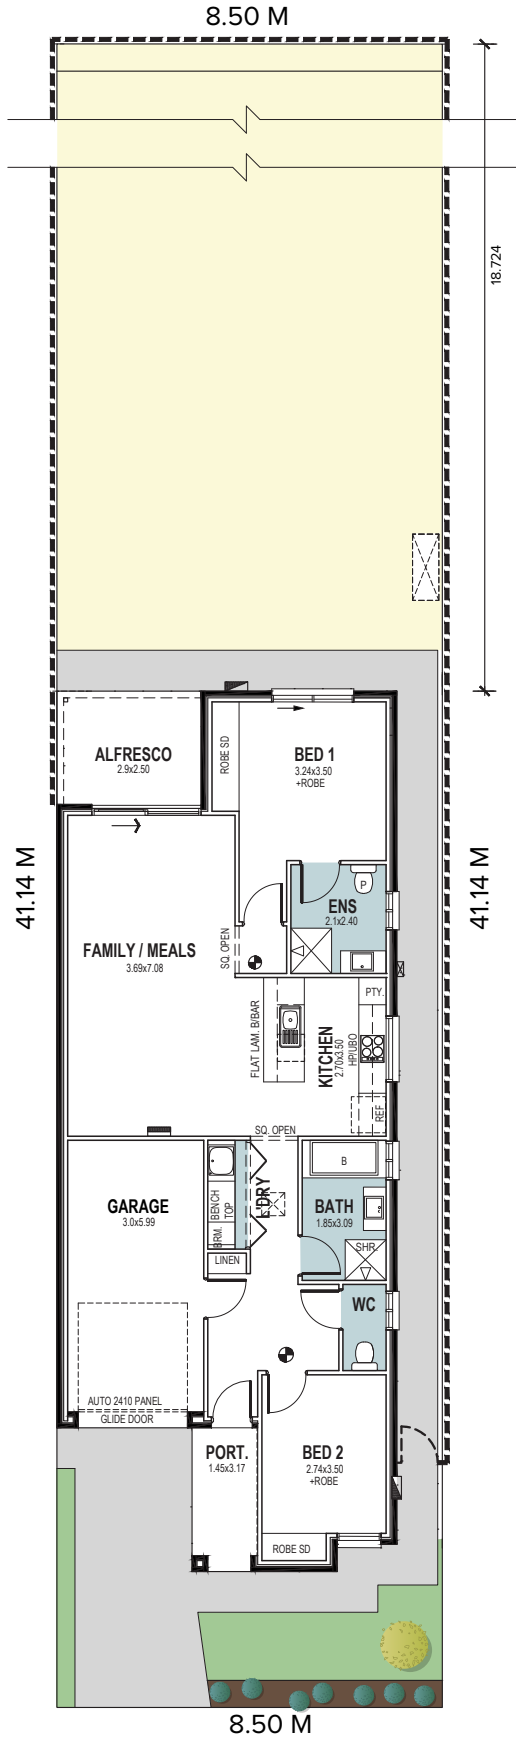 8.50 M
18.724
ALFRESCO
2.9x2.50
ROBE SD
BED 1
3.24x3.50
+ROBE
41.14 M
41.14 M
P
ENS
2.1x2.40
FAMILY / MEALS
3.69x7.08
SQ. OPEN
FLAT LAM. B/BAR
KITCHEN
2.70x3.50
HP/UBO
PTY.
REF
SQ. OPEN
B
GARAGE
3.0x5.99
BENCH
TOP
BRM.
L'DRY
BATH
1.85x3.09
SHR.
LINEN
WC
AUTO 2410 PANEL
GLIDE DOOR
PORT.
1.45x3.17
BED 2
2.74x3.50
+ROBE
ROBE SD
8.50 M